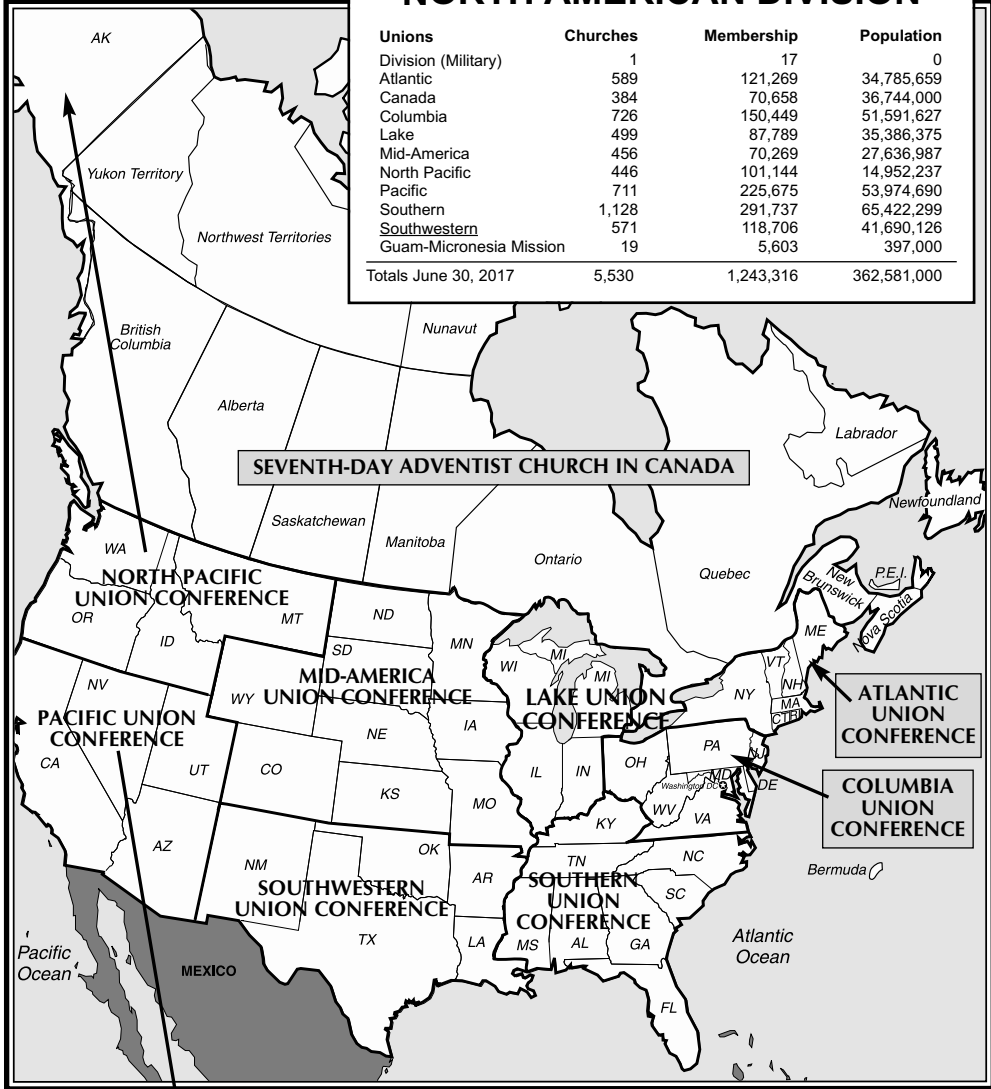 NORTH AMERICAN DIVISION
Unions Churches Membership Population
Division (Military) 1 17 0
Atlantic 589 121,269 34,785,659
Canada 384 70,658 36,744,000
Columbia 726 150,449 51,591,627
Lake 499 87,789 35,386,375
Mid-America 456 70,269 27,636,987
North Pacific 446 101,144 14,952,237
Pacific 711 225,675 53,974,690
Southern 1,128 291,737 65,422,299
Southwestern 571 118,706 41,690,126
Guam-Micronesia Mission 19 5,603 397,000
Totals June 30, 2017 5,530 1,243,316 362,581,000
AK
Yukon Territory
Northwest Territories
Nunavut
British
Columbia
Alberta
Labrador
SEVENTH-DAY ADVENTIST CHURCH IN CANADA
Newfoundland
Saskatchewan
Manitoba
Ontario
Quebec
New
Brunswick
P.E.I.
Nova Scotia
WA
NORTH PACIFIC
UNION CONFERENCE
OR
ID
MT
ND
SD
MN
WI
MI
MI
ME
VT
NH
NY
MA
CT
RI
MID-AMERICA
UNION CONFERENCE
WY
NE
IA
LAKE UNION
CONFERENCE
ATLANTIC
UNION
CONFERENCE
NV
PACIFIC UNION
CONFERENCE
CA
UT
CO
KS
MO
IL
IN
OH
PA
NJ
MD
Washington DC
DE
WV
VA
KY
COLUMBIA
UNION
CONFERENCE
AZ
NM
OK
AR
TN
NC
SC
Bermuda
SOUTHWESTERN
UNION CONFERENCE
SOUTHERN
UNION
CONFERENCE
TX
LA
MS
AL
GA
FL
Pacific
Ocean
MEXICO
Atlantic
Ocean